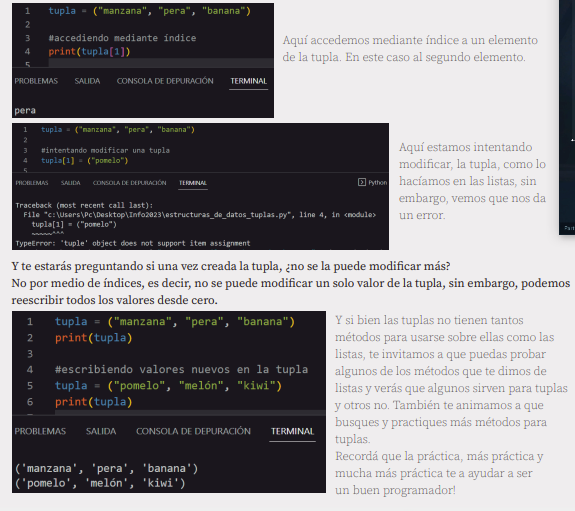 1 tupla = ("manzana", "pera", "banana")
2
3 #accediendo mediante índice
4 print(tupla[1])
5
PROBLEMAS SALIDA CONSOLA DE DEPURACIÓN TERMINAL
pera
Aquí accedemos mediante índice a un elemento
de la tupla. En este caso al segundo elemento.
1 tupla = ("manzana", "pera", "banana")
2
3 #intentando modificar una tupla
4 tupla[1] = ("pomelo")
5
PROBLEMAS SALIDA CONSOLA DE DEPURACIÓN TERMINAL Python
Traceback (most recent call last):
File "c:\Users\Pc\Desktop\Info2023\estructuras_de_datos_tuplas.py", line 4, in <module>
tupla[1] = ("pomelo")
~~~~~^^^
TypeError: 'tuple' object does not support item assignment
Aquí estamos intentando
modificar, la tupla, como lo
hacíamos en las listas, sin
embargo, vemos que nos da
un error.
Y te estarás preguntando si una vez creada la tupla, ¿no se la puede modificar más?
No por medio de índices, es decir, no se puede modificar un solo valor de la tupla, sin embargo, podemos
reescribir todos los valores desde cero.
1 tupla = ("manzana", "pera", "banana")
2 print(tupla)
3
4 #escribiendo valores nuevos en la tupla
5 tupla = ("pomelo", "melón", "kiwi")
6 print(tupla)
PROBLEMAS SALIDA CONSOLA DE DEPURACIÓN TERMINAL
('manzana', 'pera', 'banana')
('pomelo', 'melón', 'kiwi')
Y si bien las tuplas no tienen tantos
métodos para usarse sobre ellas como las
listas, te invitamos a que puedas probar
algunos de los métodos que te dimos de
listas y verás que algunos sirven para tuplas
y otros no. También te animamos a que
busques y practiques más métodos para
tuplas.
Recordá que la práctica, más práctica y
mucha más práctica te a ayudar a ser
un buen programador!